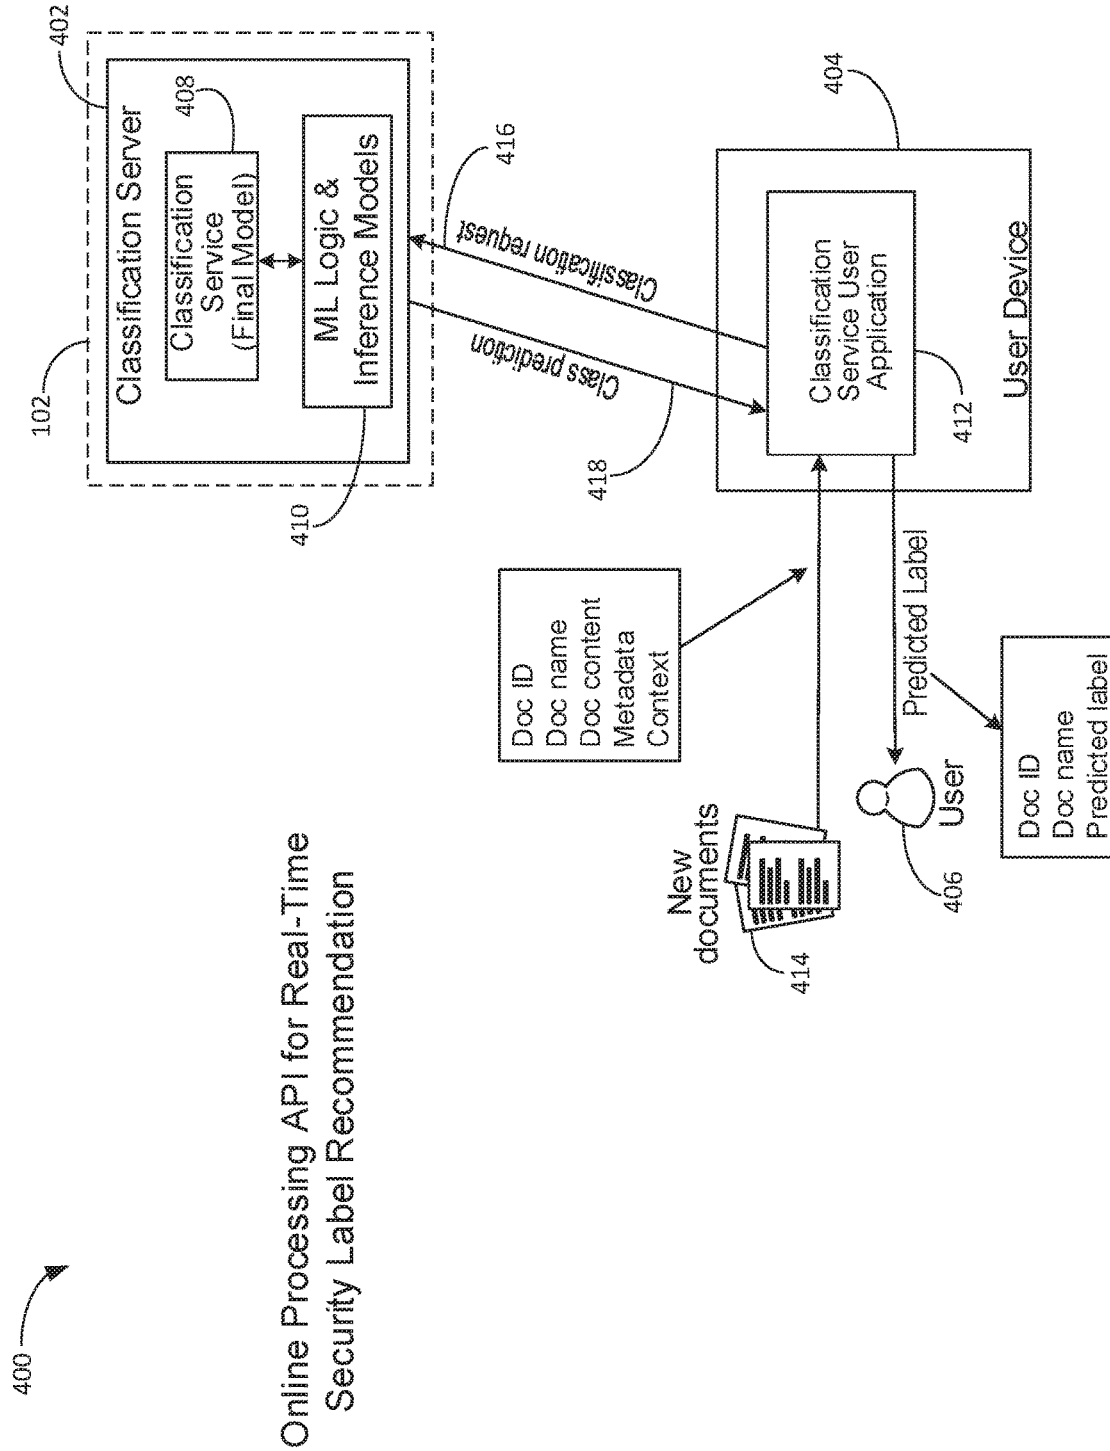 400
Online Processing API for Real-Time
Security Label Recommendation
102
402
Classification Server
408
Classification
Service
(Final Model)
ML Logic &
Inference Models
410
416
Classification request
Class prediction
418
404
Classification
Service User
Application
412
User Device
Doc ID
Doc name
Doc content
Metadata
Context
New
documents
414
Predicted Label
User
406
Doc ID
Doc name
Predicted label